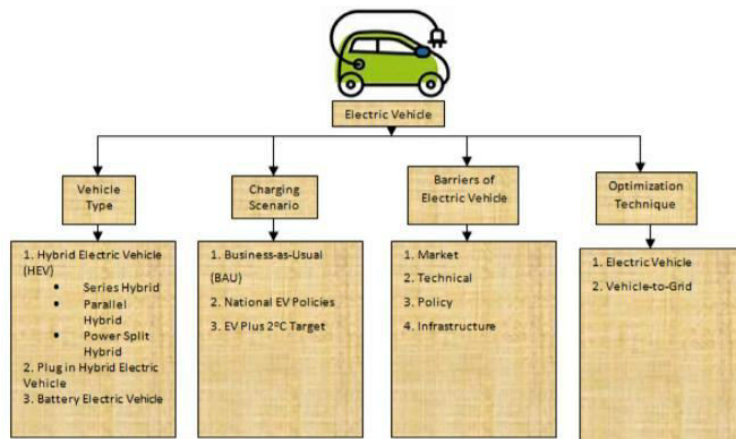 Electric Vehicle
Vehicle
Type
Charging
Scenario
Barriers of
Electric Vehicle
Optimization
Technique
1. Hybrid Electric Vehicle
(HEV)
• Series Hybrid
• Parallel
Hybrid
• Power Split
Hybrid
2. Plug in Hybrid Electric
Vehicle
3. Battery Electric Vehicle
1. Business-as-Usual
(BAU)
2. National EV Policies
3. EV Plus 2°C Target
1. Market
2. Technical
3. Policy
4. Infrastructure
1. Electric Vehicle
2. Vehicle-to-Grid